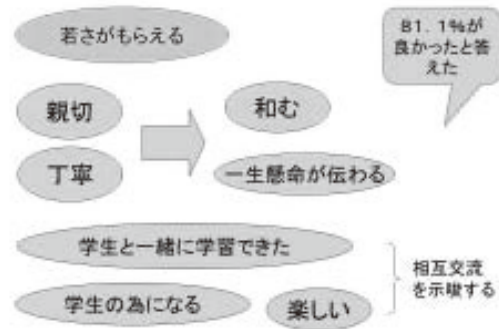 若さがもらえる
81.1%が
良かったと答
えた
親切
和む
丁寧
一生懸命が伝わる
学生と一緒に学習できた
相互交流
を示唆する
学生の為になる
楽しい